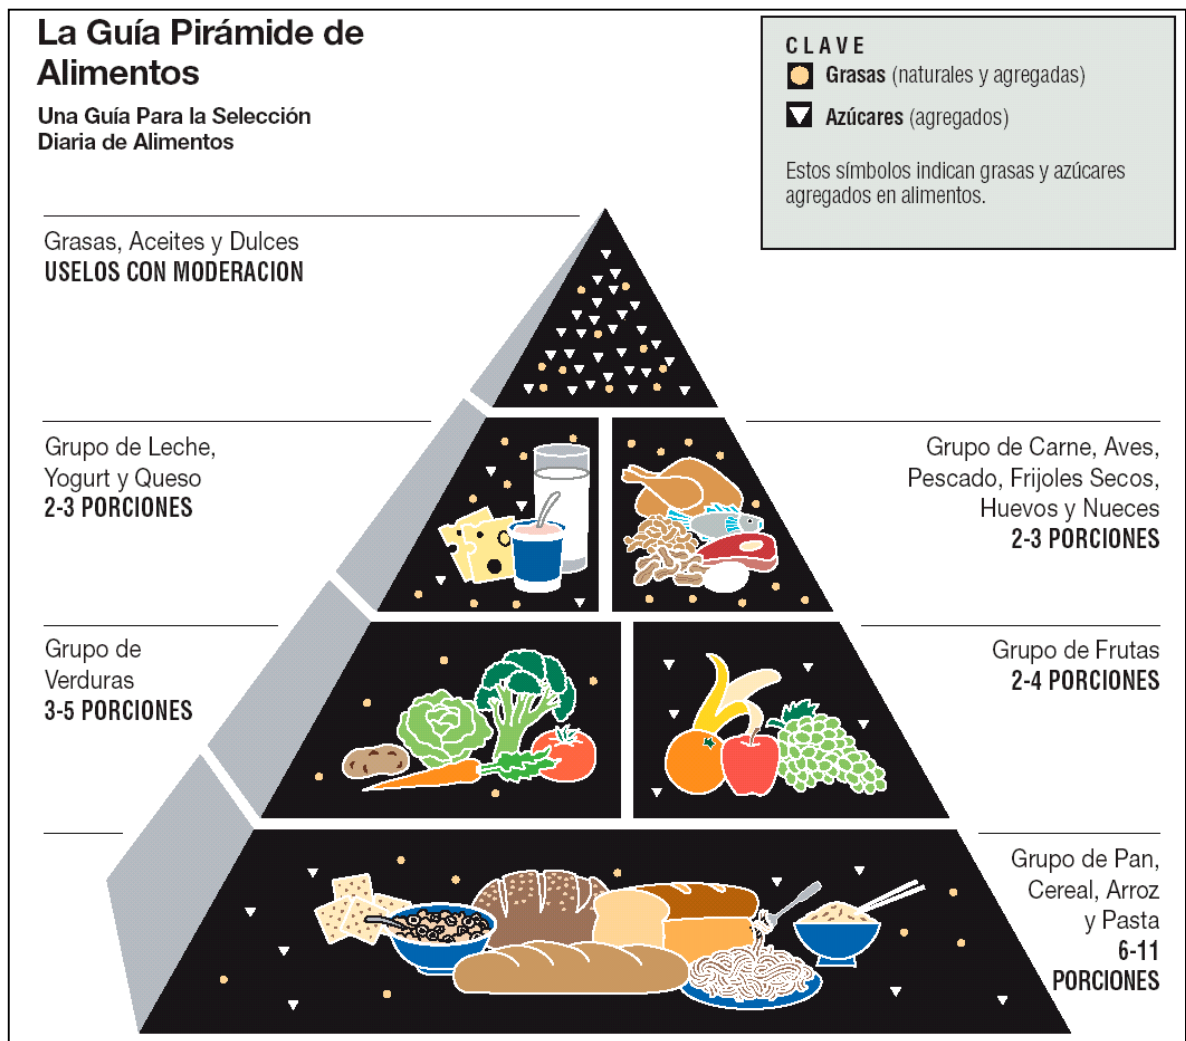 La Guía Pirámide de
Alimentos
Una Guía Para la Selección
Diaria de Alimentos
CLAVE
Grasas (naturales y agregadas)
Azúcares (agregados)
Estos símbolos indican grasas y azúcares
agregados en alimentos.
Grasas, Aceites y Dulces
USELOS CON MODERACION
Grupo de Leche,
Yogurt y Queso
2-3 PORCIONES
Grupo de Carne, Aves,
Pescado, Frijoles Secos,
Huevos y Nueces
2-3 PORCIONES
Grupo de
Verduras
3-5 PORCIONES
Grupo de Frutas
2-4 PORCIONES
Grupo de Pan,
Cereal, Arroz
y Pasta
6-11
PORCIONES